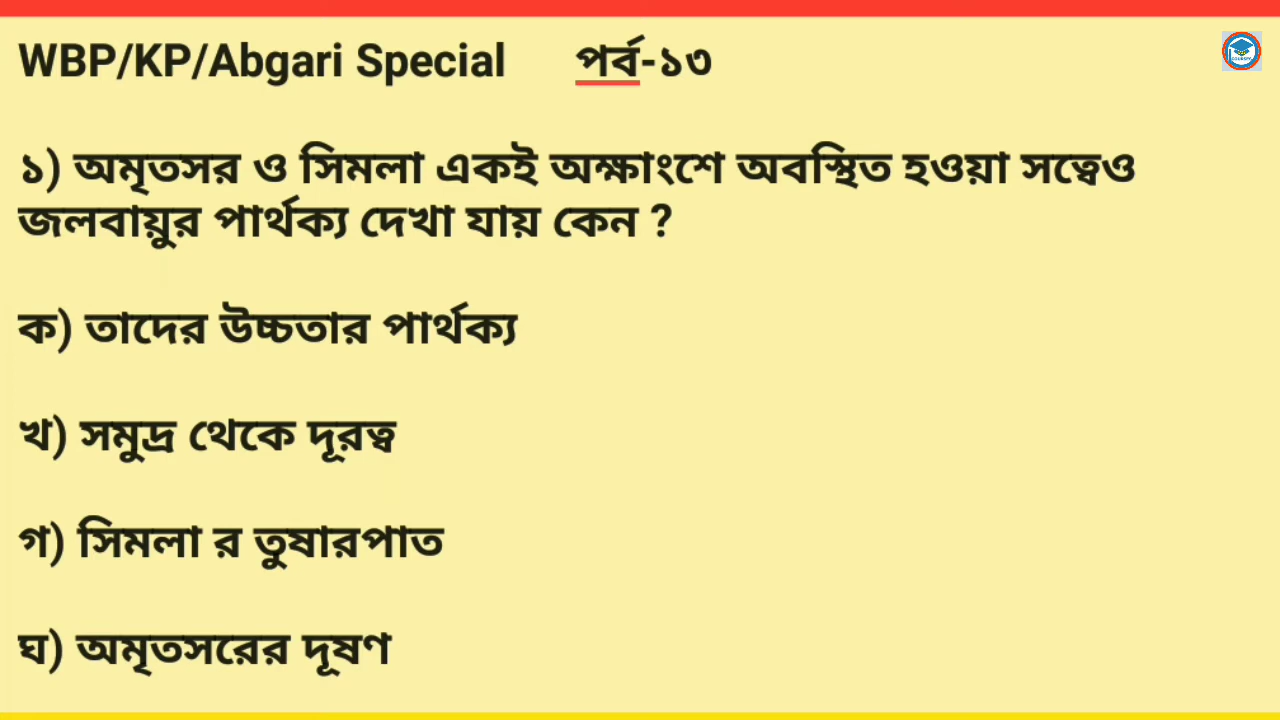 WBP/KP/Abgari Special পর্ব-১৩
১) অমৃতসর ও সিমলা একই অক্ষাংশে অবস্থিত হওয়া সত্বেও
জলবায়ুর পার্থক্য দেখা যায় কেন ?
ক) তাদের উচ্চতার পার্থক্য
খ) সমুদ্র থেকে দূরত্ব
গ) সিমলা র তুষারপাত
ঘ) অমৃতসরের দূষণ